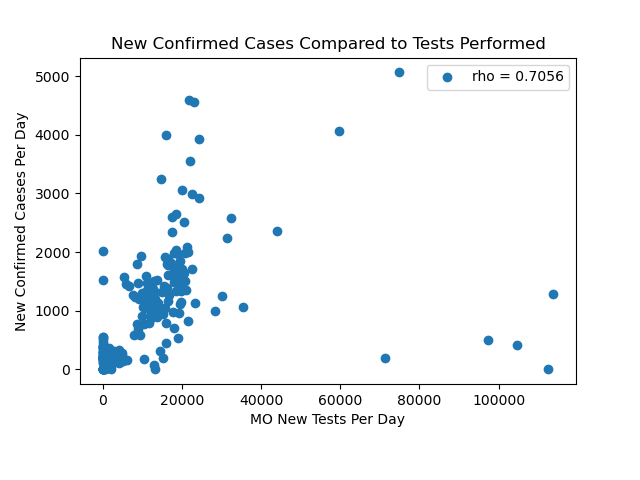 New Confirmed Cases Compared to Tests Performed
rho = 0.7056
New Confirmed Caeses Per Day
5000
4000
3000
2000
1000
0
0 20000 40000 60000 80000 100000
MO New Tests Per Day